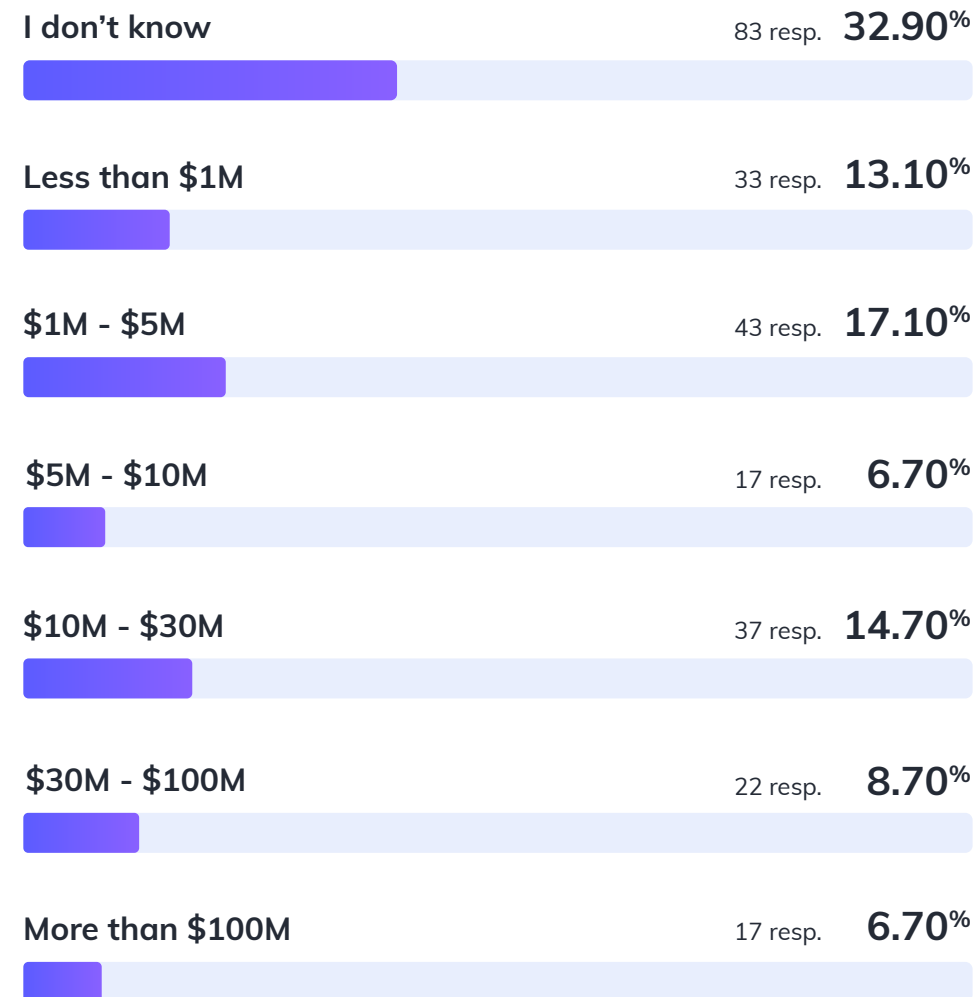 I don’t know 83 resp. 32.90%
Less than $1M 33 resp. 13.10%
$1M - $5M 43 resp. 17.10%
$5M - $10M 17 resp. 6.70%
$10M - $30M 37 resp. 14.70%
$30M - $100M 22 resp. 8.70%
More than $100M 17 resp. 6.70%